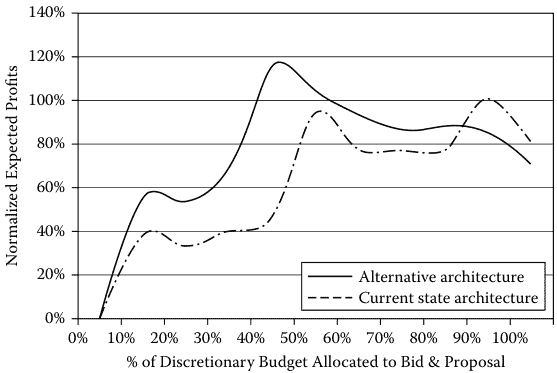 140%
120%
100%
80%
60%
40%
20%
0%
Normalized Expected Profits
Alternative architecture
Current state architecture
0% 10% 20% 30% 40% 50% 60% 70% 80% 90% 100%
% of Discretionary Budget Allocated to Bid & Proposal